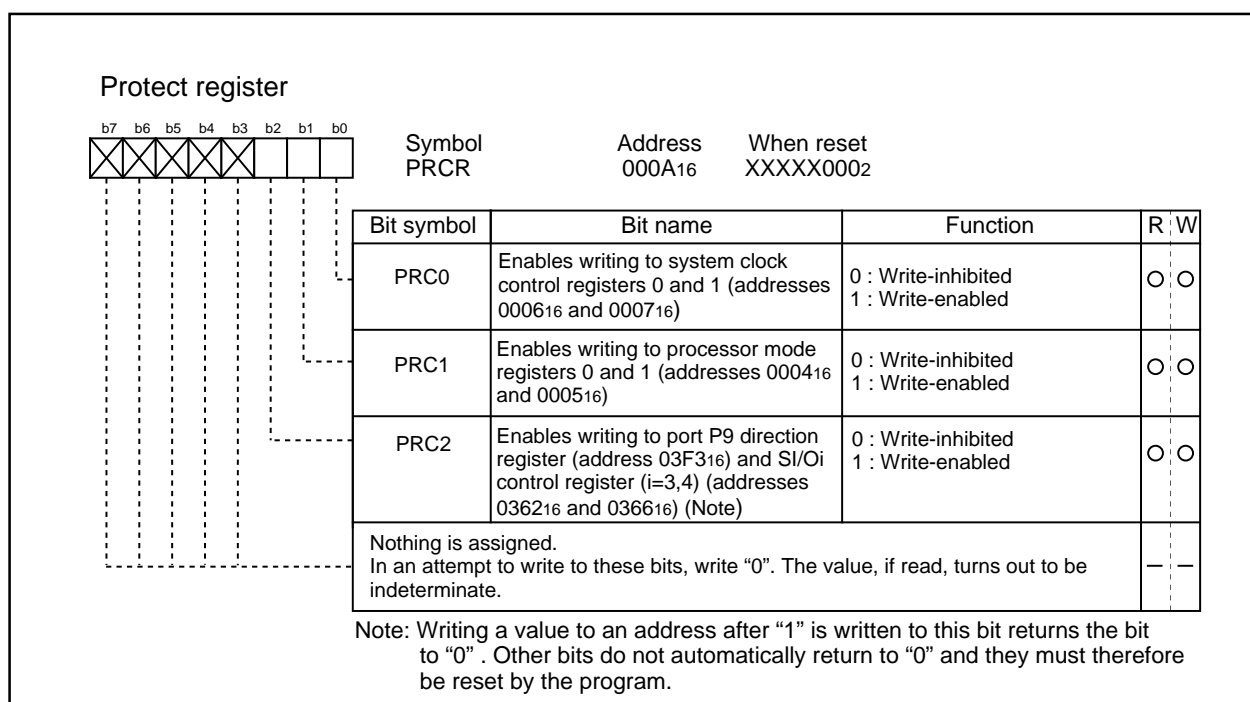 Protect register
b7 b6 b5 b4 b3 b2 b1 b0
Symbol Address When reset
PRCR 000A16 XXXXX0002
Bit symbol Bit name Function R W
PRC0
Enables writing to system clock
control registers 0 and 1 (addresses
000616 and 000716)
0 : Write-inhibited
1 : Write-enabled
PRC1
Enables writing to processor mode
registers 0 and 1 (addresses 000416
and 000516)
0 : Write-inhibited
1 : Write-enabled
PRC2
Enables writing to port P9 direction
register (address 03F316) and SI/Oi
control register (i=3,4) (addresses
036216 and 036616) (Note)
0 : Write-inhibited
1 : Write-enabled
Nothing is assigned.
In an attempt to write to these bits, write “0”. The value, if read, turns out to be
indeterminate.
Note: Writing a value to an address after “1” is written to this bit returns the bit
to “0” . Other bits do not automatically return to “0” and they must therefore
be reset by the program.